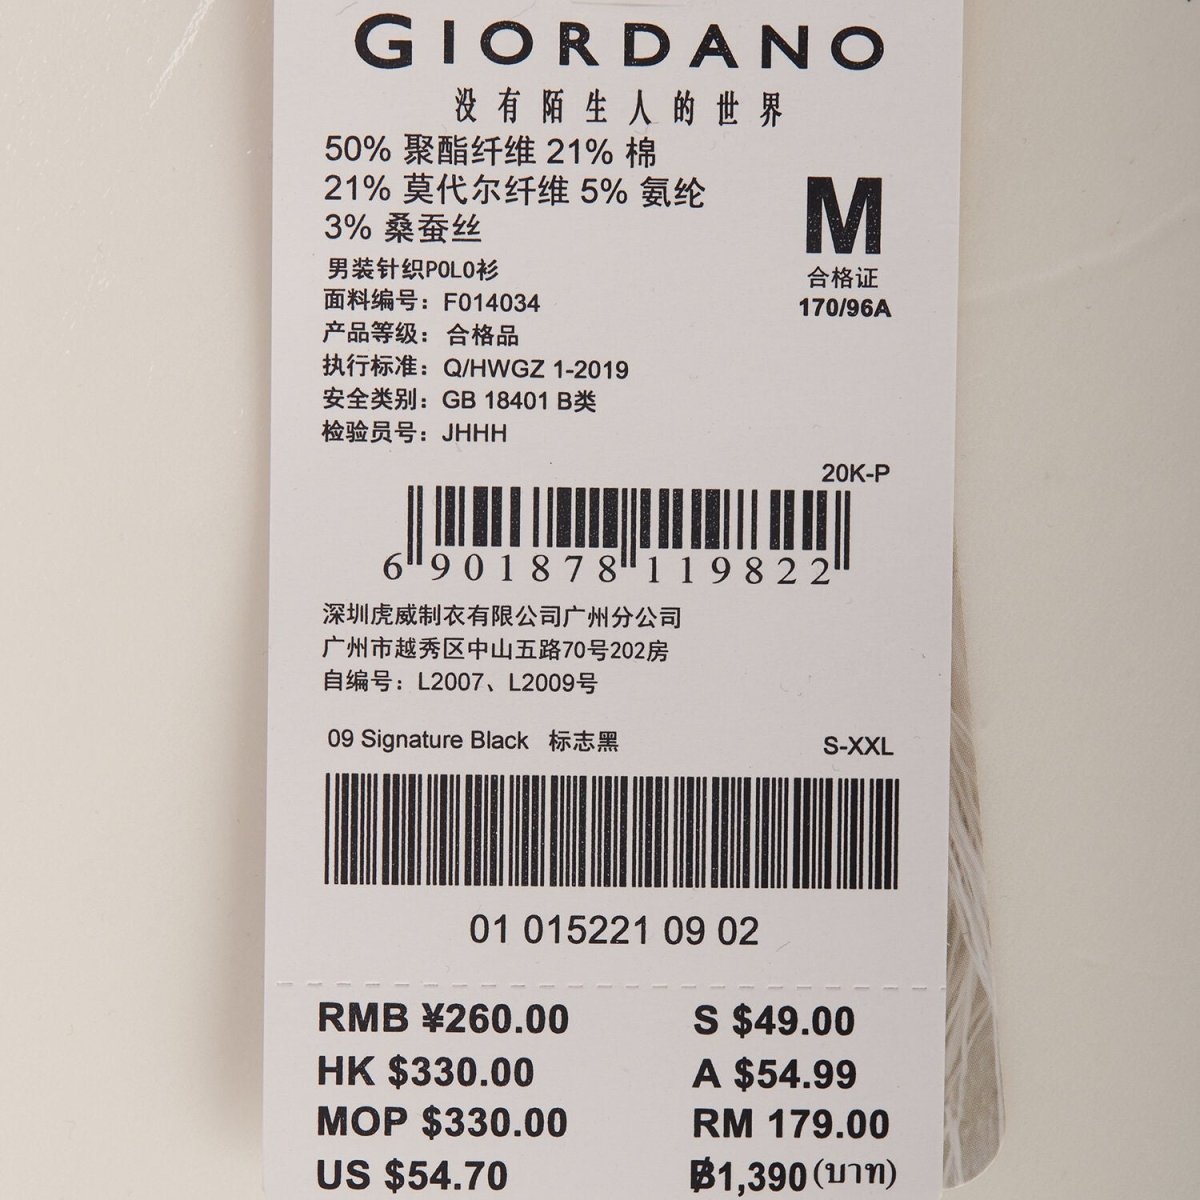 GIORDANO
没有陌生人的世界
50% 聚酯纤维 21% 棉
21% 莫代尔纤维 5% 氨纶
3% 桑蚕丝
M
合格证
170/96A
男装针织POLO衫
面料编号: F014034
产品等级: 合格品
执行标准: Q/HWGZ 1-2019
安全类别: GB 18401 B类
检验员号: JHHH
20K-P
6 901878 119822
深圳虎威制衣有限公司广州分公司
广州市越秀区中山五路70号202房
自编号: L2007、L2009号
09 Signature Black 标志黑 S-XXL
01 015221 09 02
RMB ¥260.00 S $49.00
HK $330.00 A $54.99
MOP $330.00 RM 179.00
US $54.70 ฿1,390 (บาท)